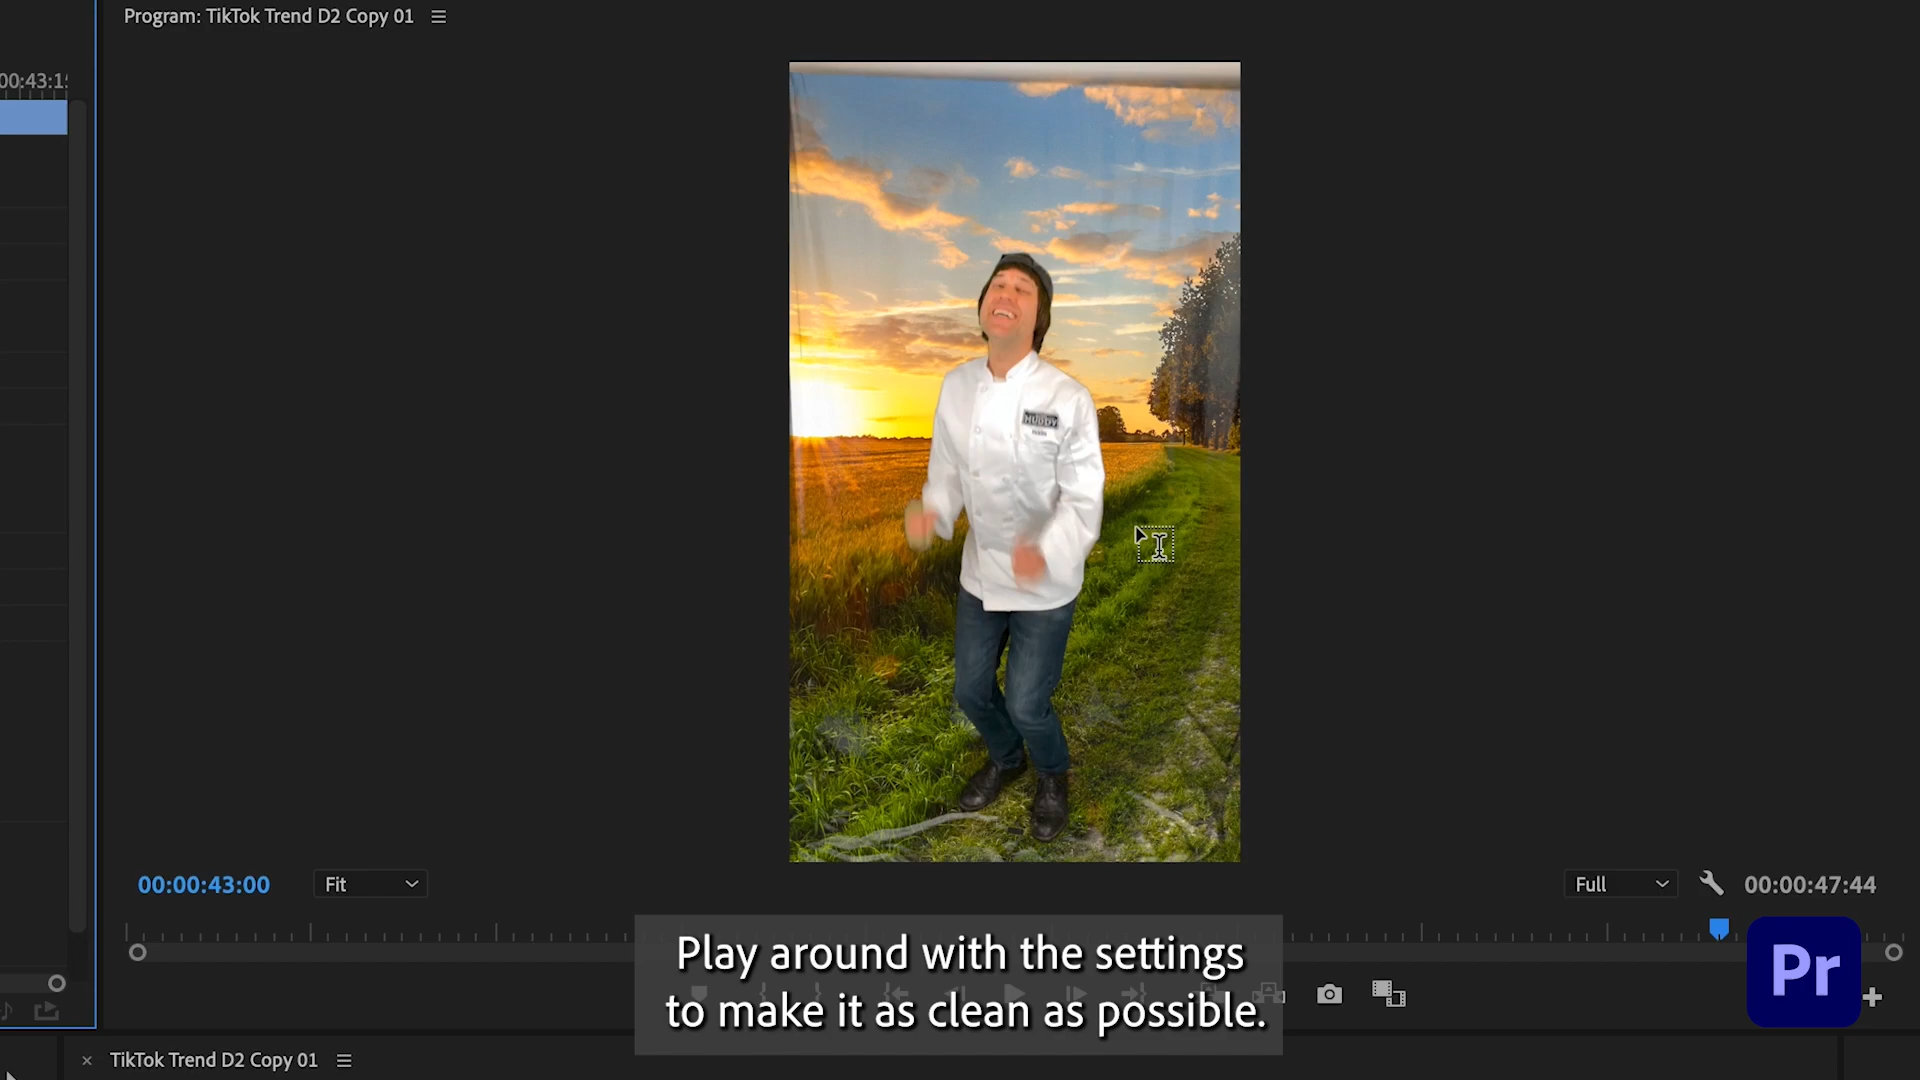 Program: TikTok Trend D2 Copy 01
00:43:1
HUDDY
00:00:43:00
Fit
Full
00:00:47:44
Play around with the settings
to make it as clean as possible.
Pr
TikTok Trend D2 Copy 01